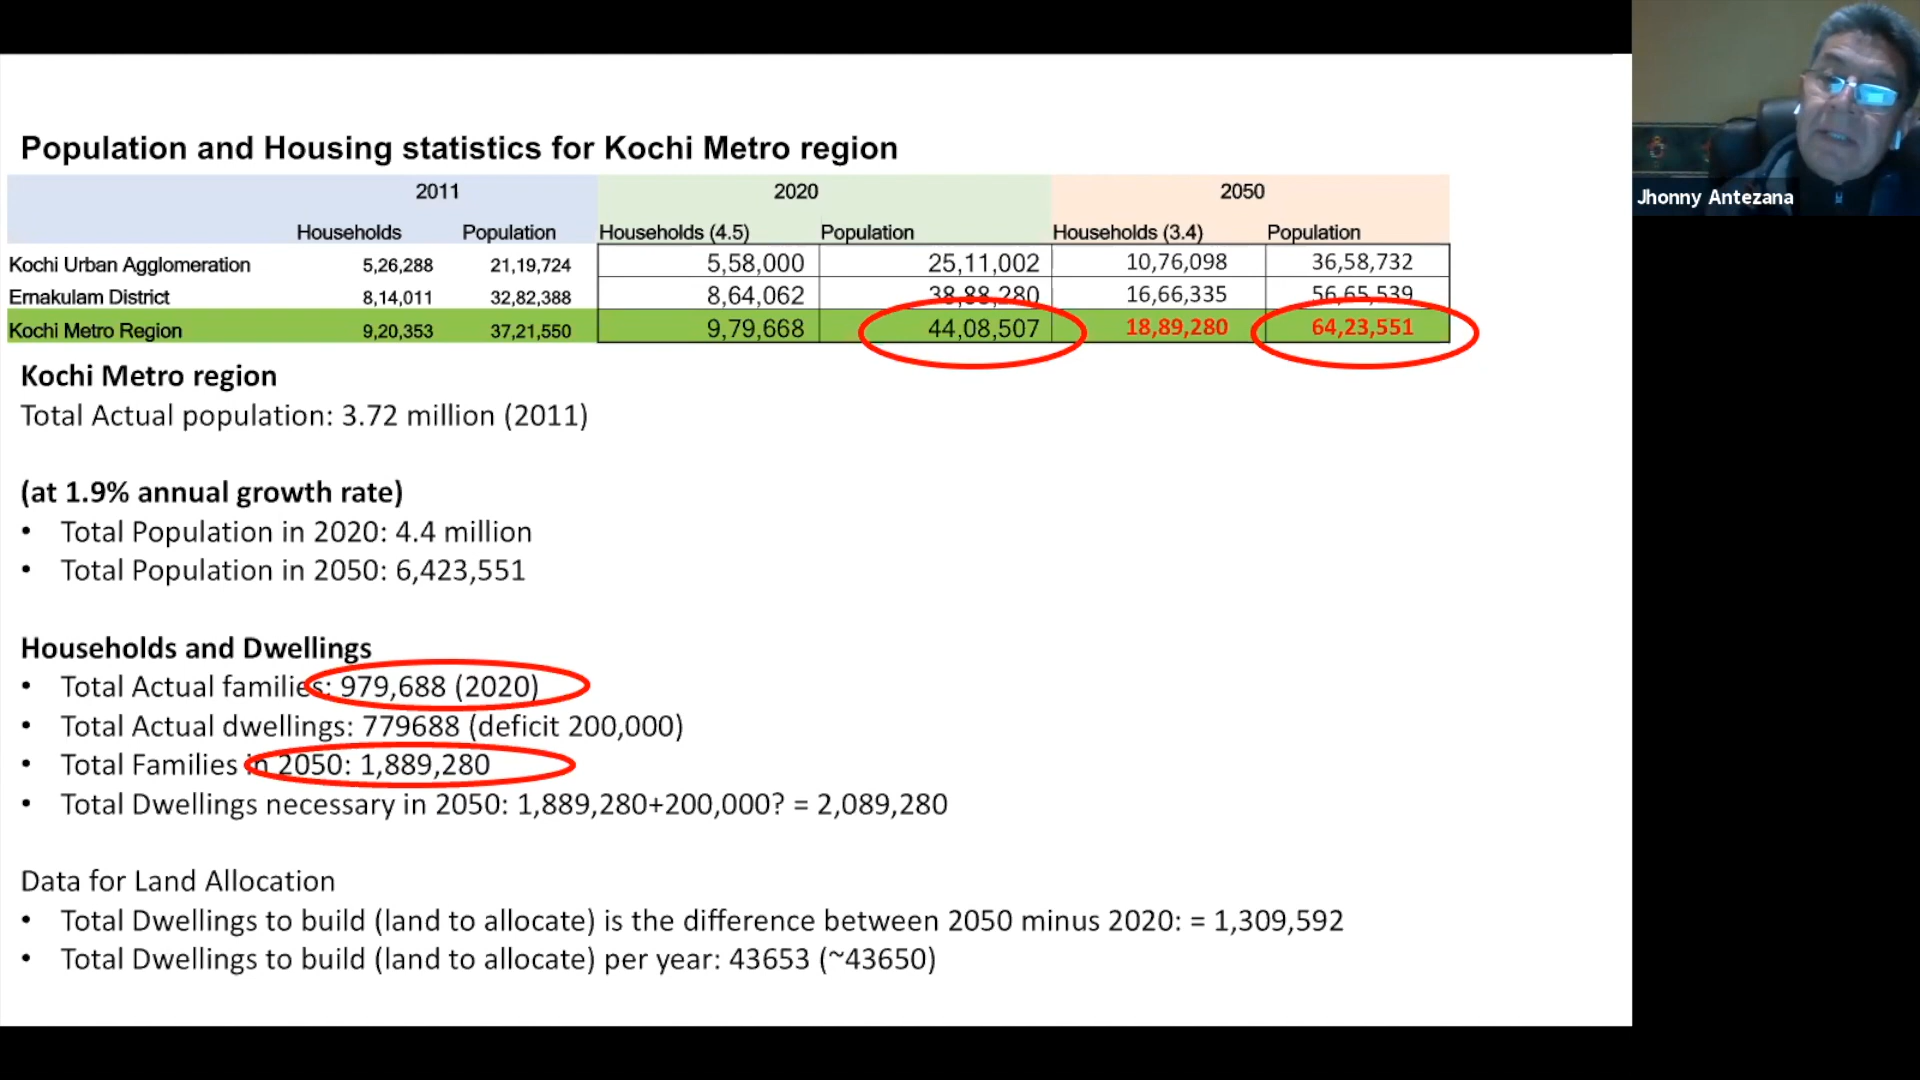 Population and Housing statistics for Kochi Metro region
2011 2020 2050
Households Population Households (4.5) Population Households (3.4) Population
Kochi Urban Agglomeration 5,26,288 21,19,724 5,58,000 25,11,002 10,76,098 36,58,732
Ernakulam District 8,14,011 32,82,388 8,64,062 38,88,280 16,66,335 56,65,539
Kochi Metro Region 9,20,353 37,21,550 9,79,668 44,08,507 18,89,280 64,23,551
Kochi Metro region
Total Actual population: 3.72 million (2011)
(at 1.9% annual growth rate)
• Total Population in 2020: 4.4 million
• Total Population in 2050: 6,423,551
Households and Dwellings
• Total Actual families: 979,688 (2020)
• Total Actual dwellings: 779688 (deficit 200,000)
• Total Families in 2050: 1,889,280
• Total Dwellings necessary in 2050: 1,889,280+200,000? = 2,089,280
Data for Land Allocation
• Total Dwellings to build (land to allocate) is the difference between 2050 minus 2020: = 1,309,592
• Total Dwellings to build (land to allocate) per year: 43653 (~43650)
Jhonny Antezana